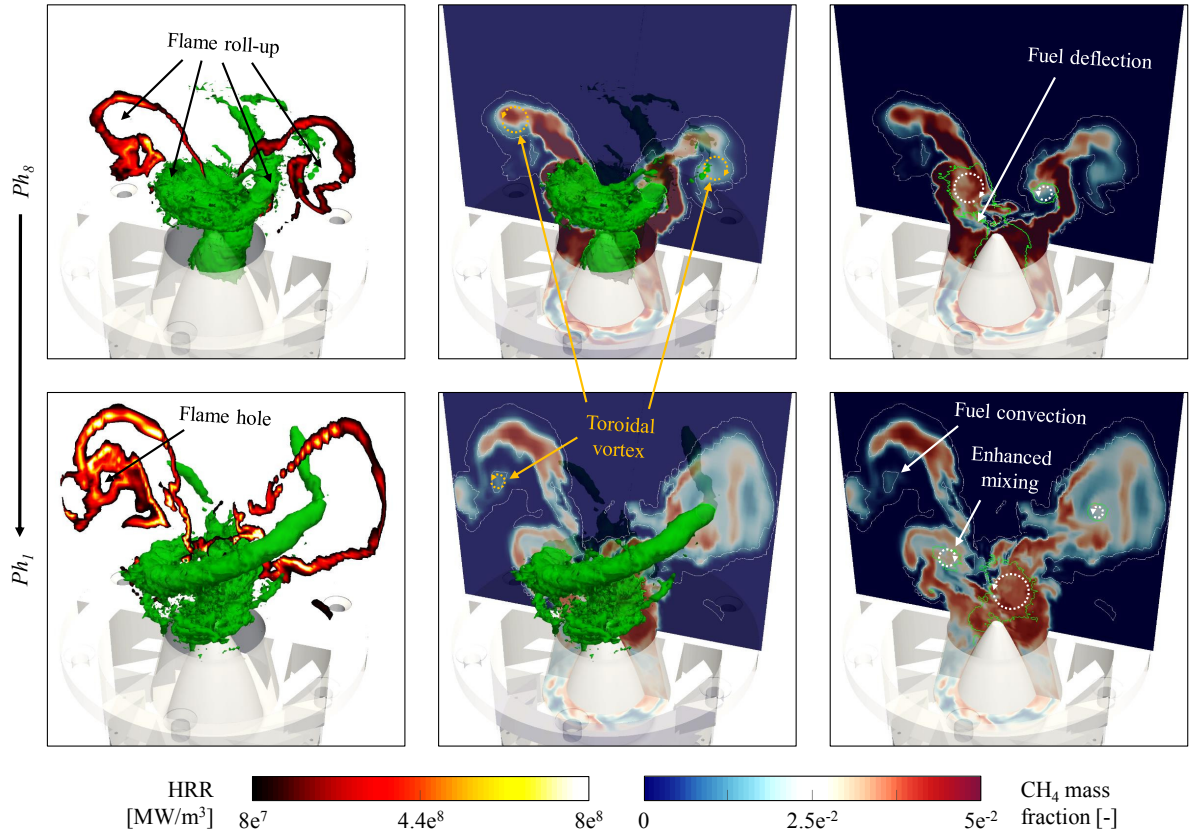 Flame roll-up
Fuel deflection
Ph8
Flame hole
Toroidal
vortex
Fuel convection
Enhanced
mixing
Ph1
HRR
[MW/m³]
8e⁷
4.4e⁸
8e⁸
0
2.5e⁻²
5e⁻²
CH₄ mass
fraction [-]